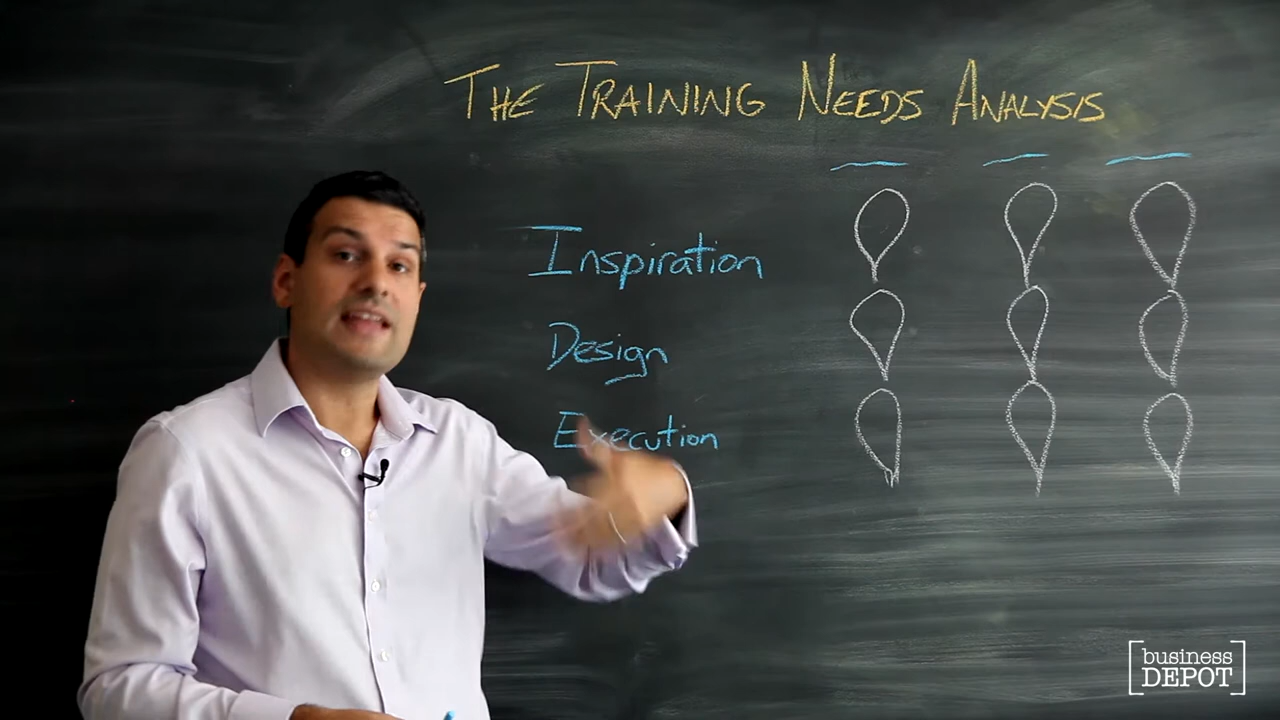 The Training Needs Analysis
Inspiration
Design
Execution
[business
DEPOT]